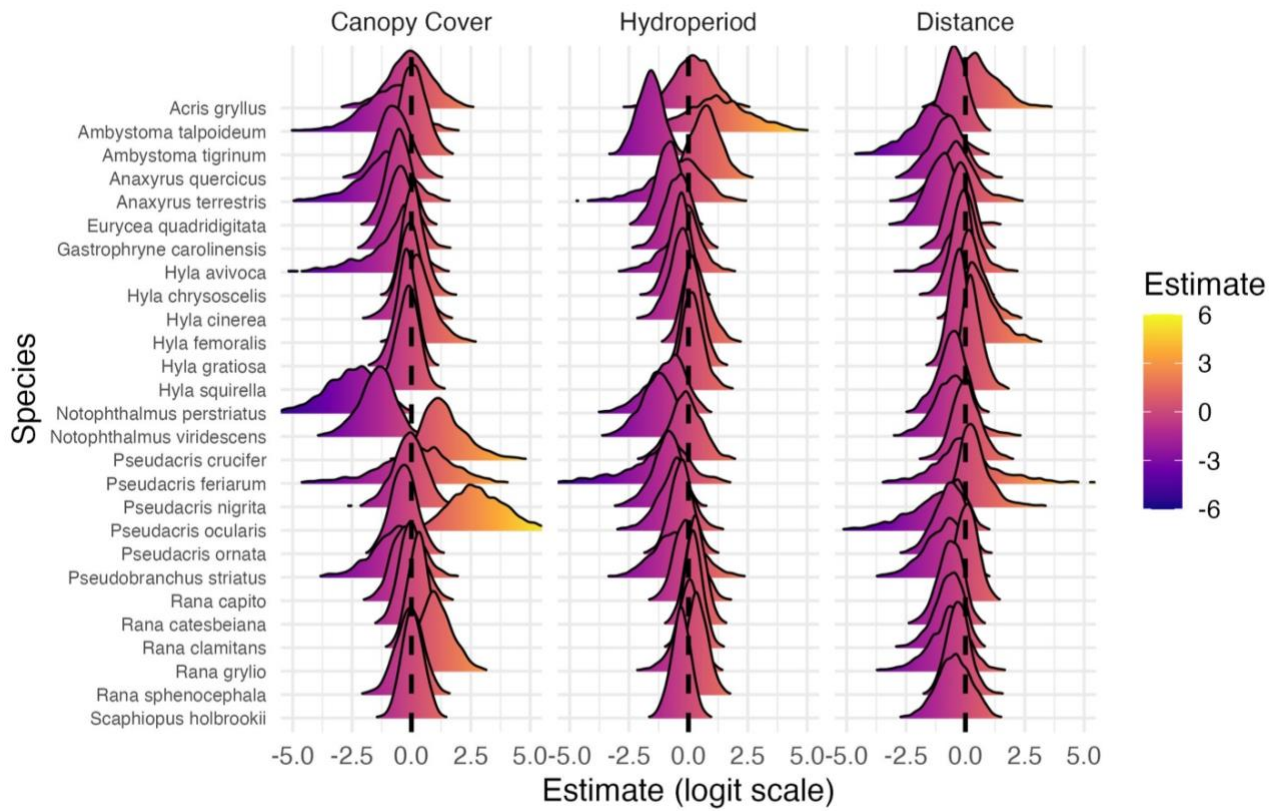 Canopy Cover Hydroperiod Distance
Species
Acris gryllus
Ambystoma talpoideum
Ambystoma tigrinum
Anaxyrus quercicus
Anaxyrus terrestris
Eurycea quadridigitata
Gastrophryne carolinensis
Hyla avivoca
Hyla chrysoscelis
Hyla cinerea
Hyla femoralis
Hyla gratiosa
Hyla squirella
Notophthalmus perstriatus
Notophthalmus viridescens
Pseudacris crucifer
Pseudacris feriarum
Pseudacris nigrita
Pseudacris ocularis
Pseudacris ornata
Pseudobranchus striatus
Rana capito
Rana catesbeiana
Rana clamitans
Rana grylio
Rana sphenocephala
Scaphiopus holbrookii
-5.0 -2.5 0.0 2.5 5.0 -5.0 -2.5 0.0 2.5 5.0 -5.0 -2.5 0.0 2.5 5.0
Estimate (logit scale)
Estimate
6
3
0
-3
-6